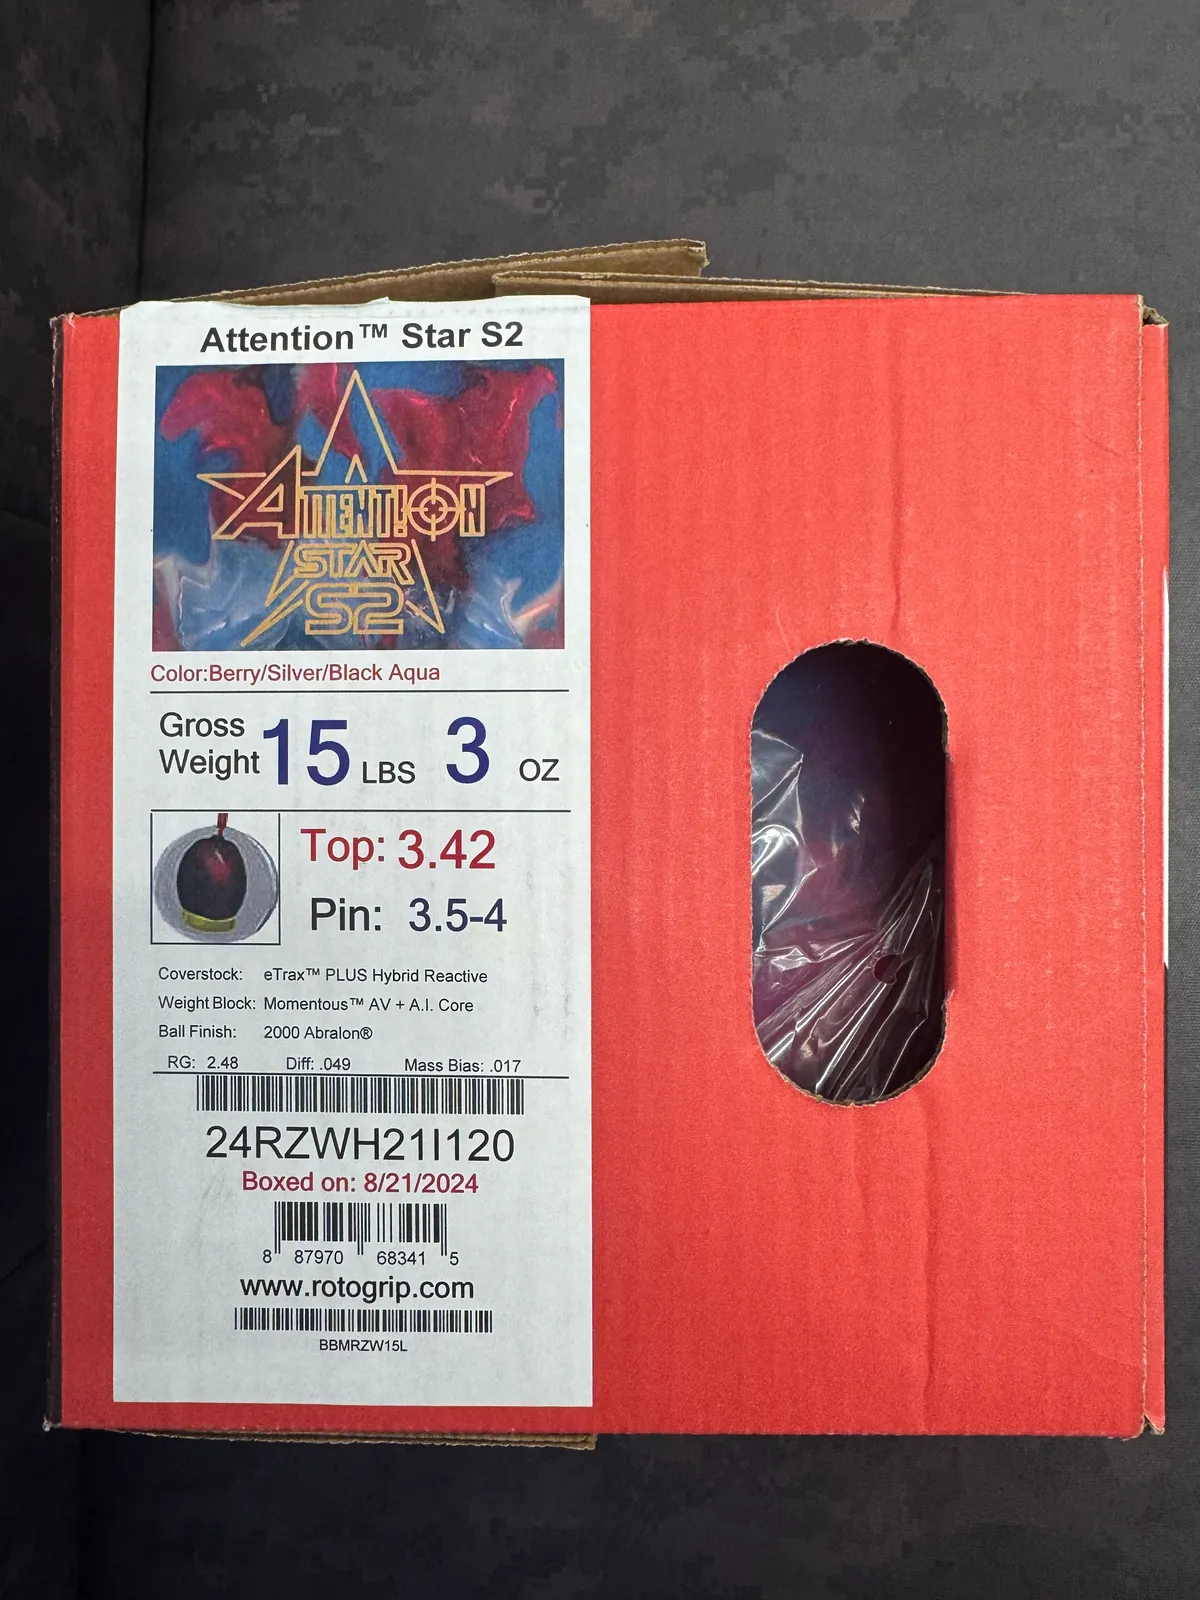 Attention™ Star S2
ATTENT!ON
STAR
S2
Color:Berry/Silver/Black Aqua
Gross Weight 15 LBS 3 OZ
Top: 3.42
Pin: 3.5-4
Coverstock: eTrax™ PLUS Hybrid Reactive
Weight Block: Momentous™ AV + A.I. Core
Ball Finish: 2000 Abralon®
RG: 2.48 Diff: .049 Mass Bias: .017
24RZWH21I120
Boxed on: 8/21/2024
8 87970 68341 5
www.rotogrip.com
BBMRZW15L